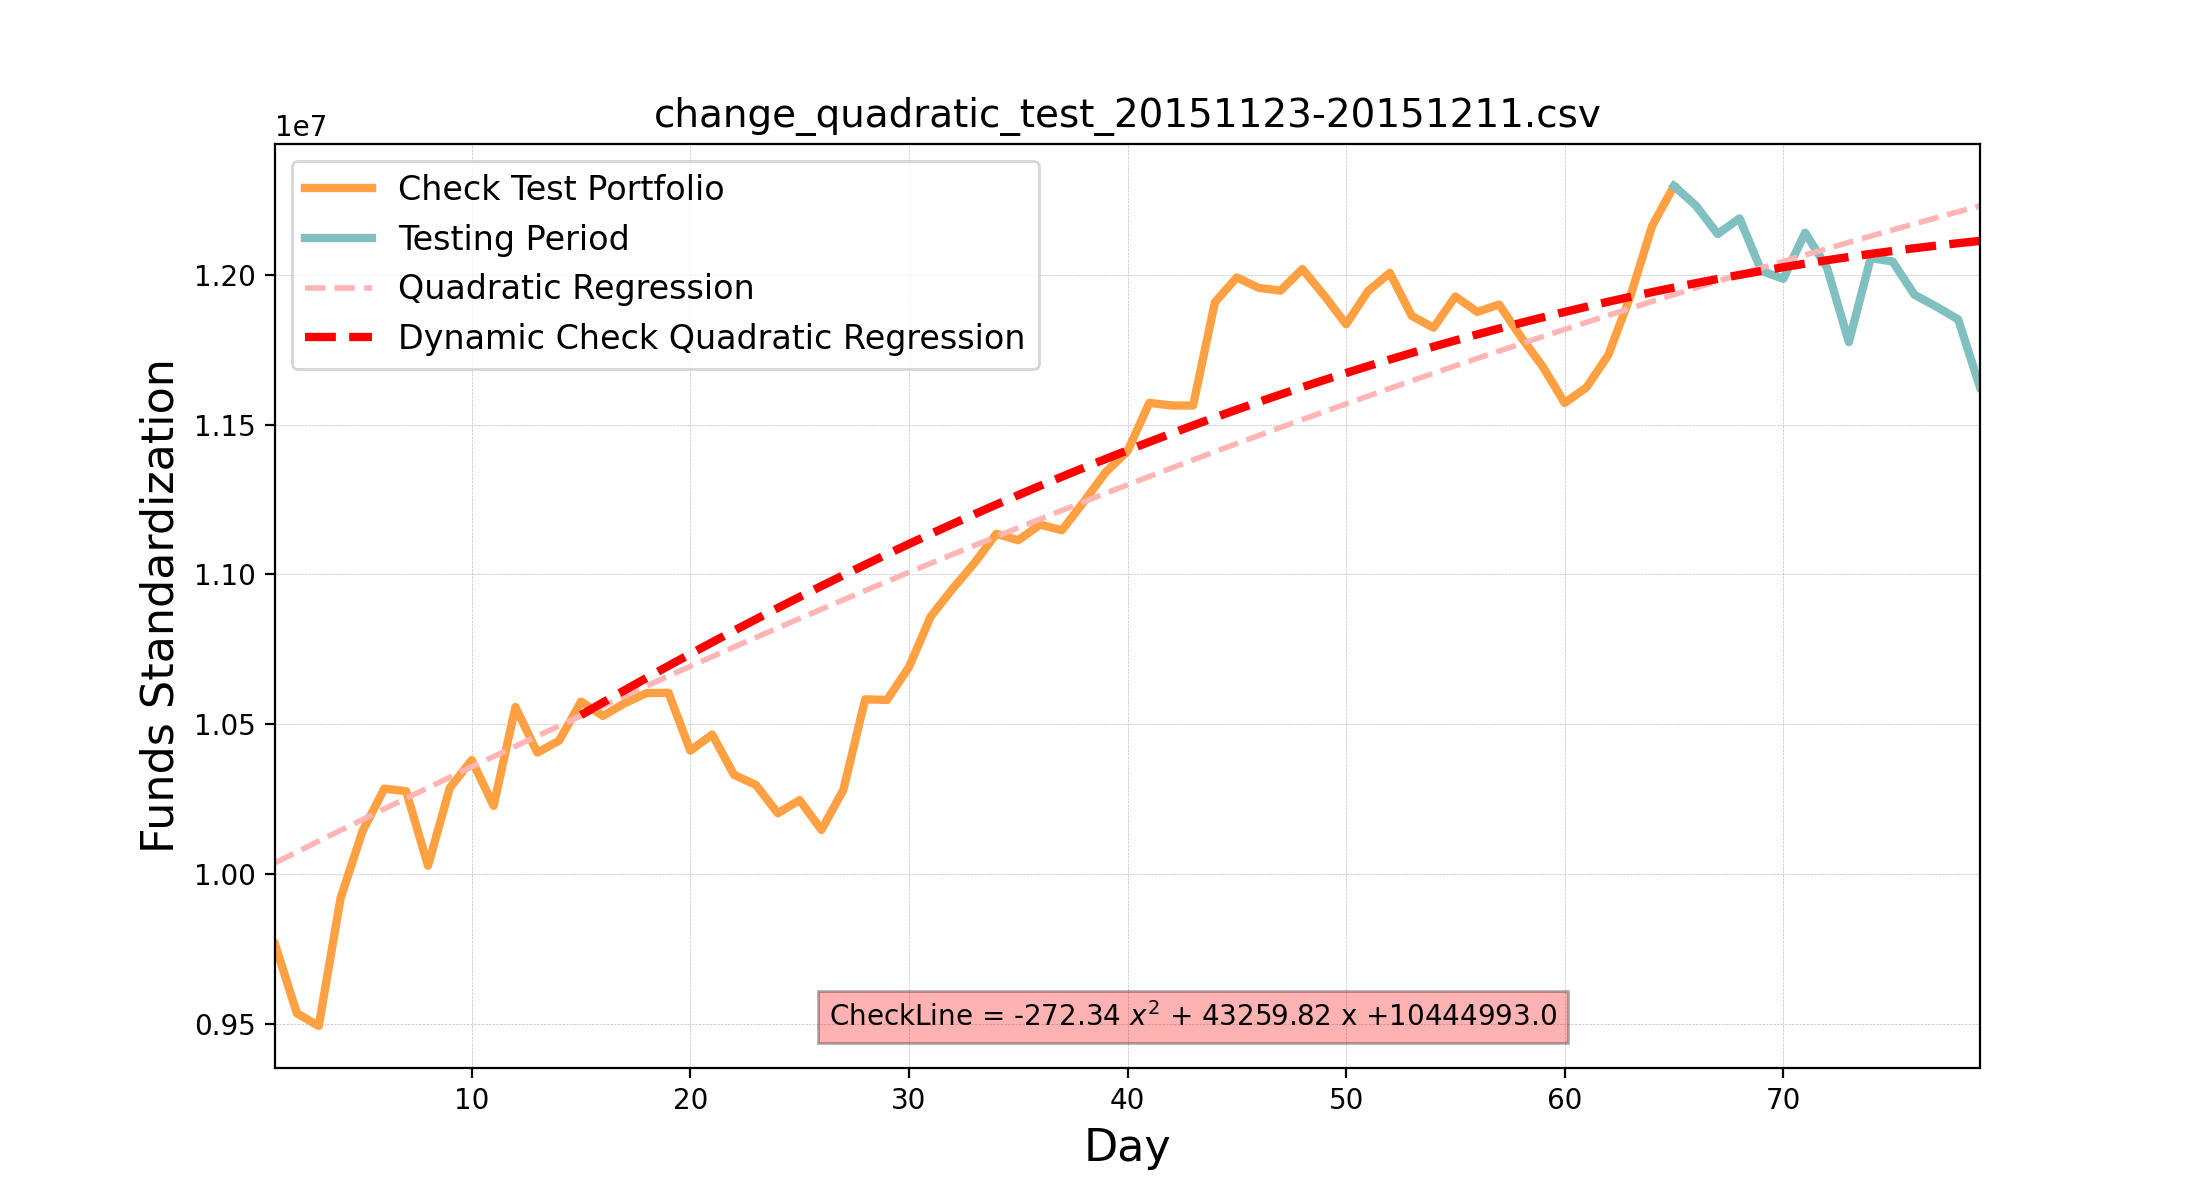 change_quadratic_test_20151123-20151211.csv
1e7
Check Test Portfolio
Testing Period
Quadratic Regression
Dynamic Check Quadratic Regression
1.20
1.15
1.10
1.05
1.00
0.95
Funds Standardization
CheckLine = -272.34 x² + 43259.82 x +10444993.0
10 20 30 40 50 60 70
Day